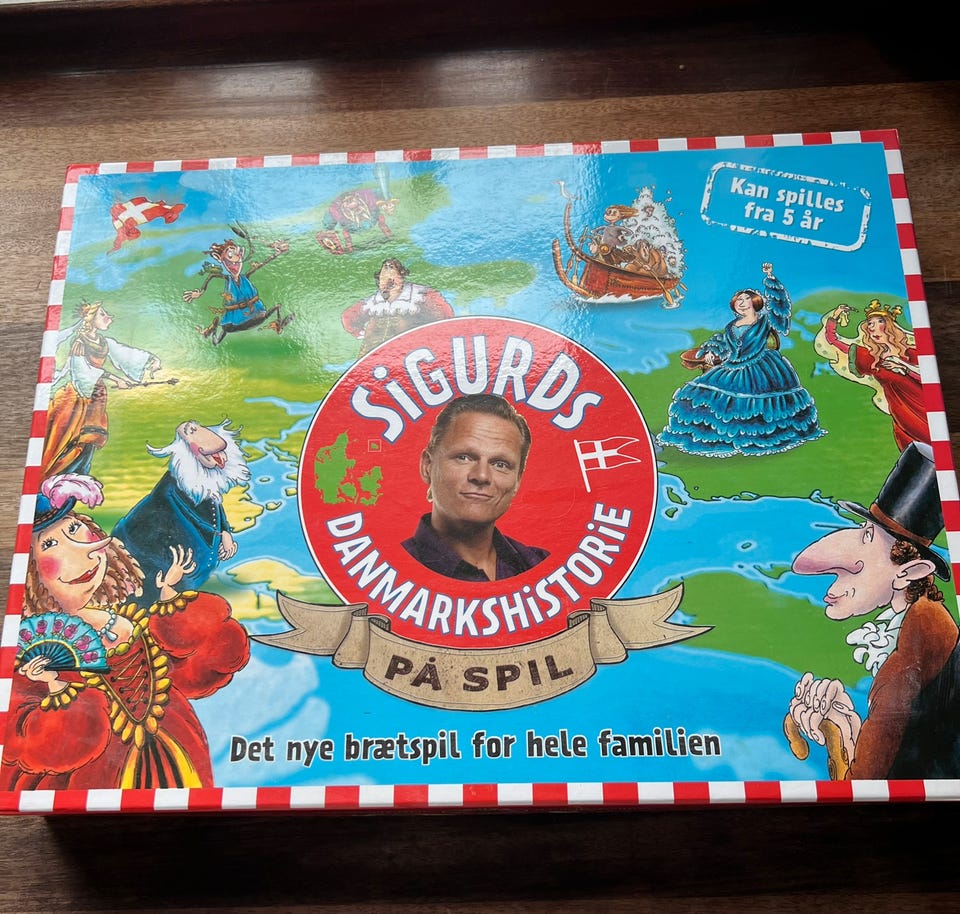 Kan spilles
fra 5 år
SiGURDS
DANMARKSHiSTORiE
PÅ SPIL
Det nye brætspil for hele familien